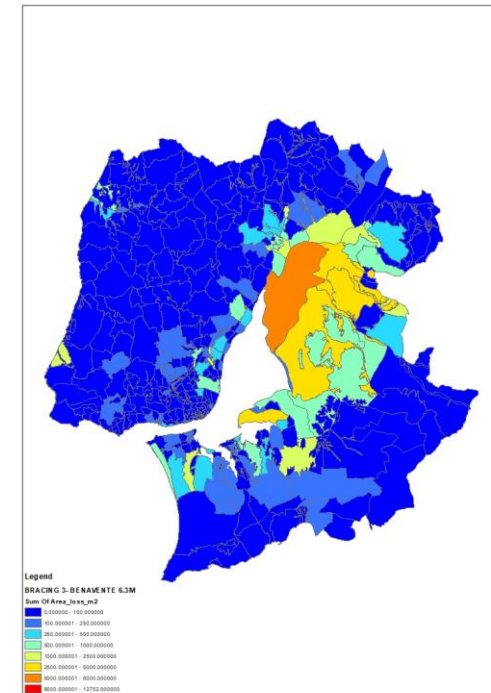 Legend
BRACING 3- BENAVENTE 6.3M
Sum Of Area_loss_m2
0.000000 - 100.000000
100.000001 - 250.000000
250.000001 - 500.000000
500.000001 - 1000.000000
1000.000001 - 2500.000000
2500.000001 - 5000.000000
5000.000001 - 8000.000000
8000.000001 - 12752.000000